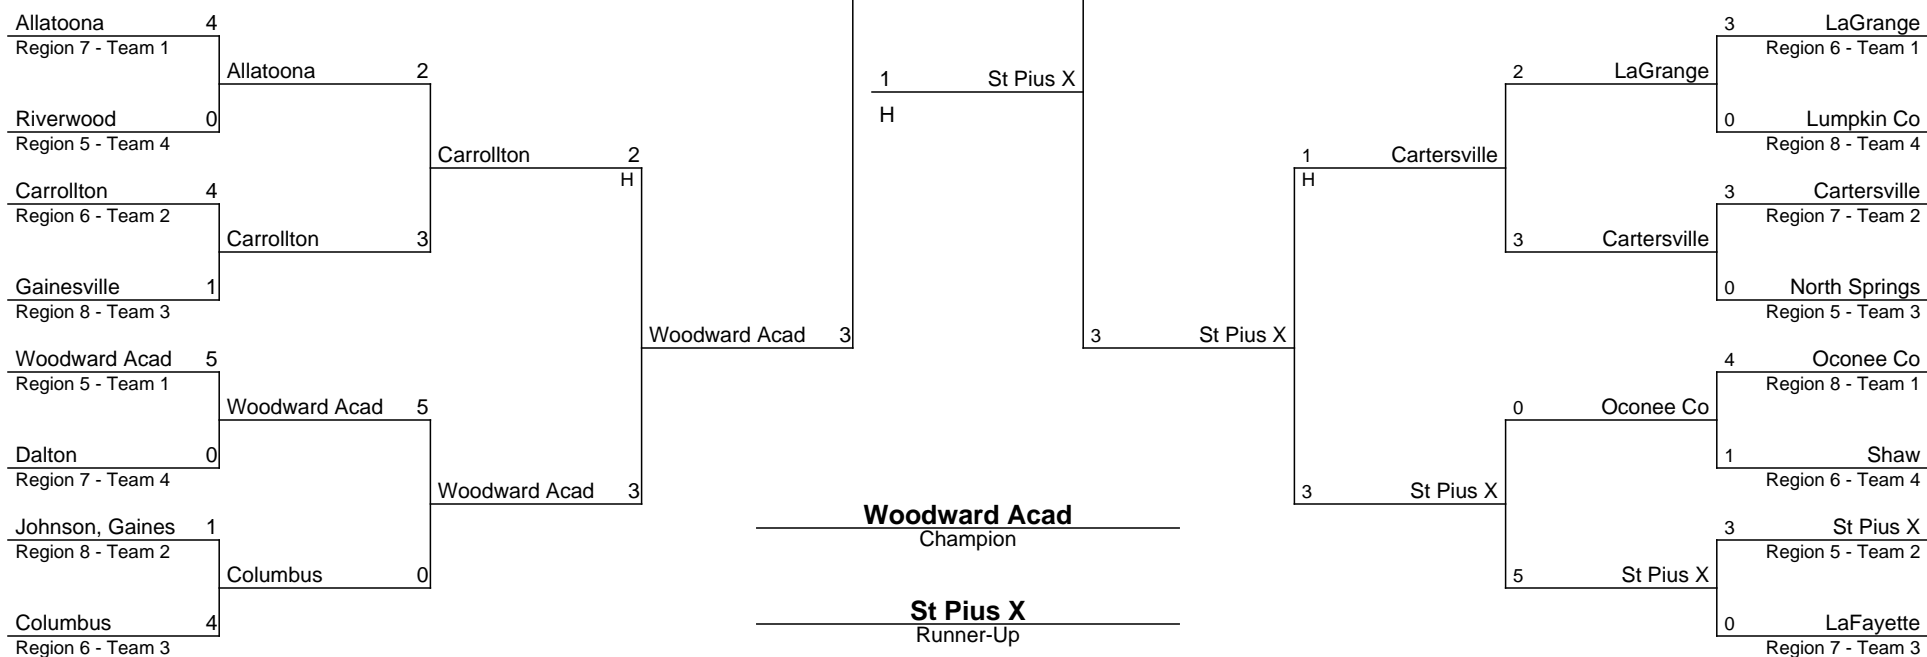 Allatoona 4
Region 7 - Team 1
Allatoona 2
Riverwood 0
Region 5 - Team 4
Carrollton 2
H
Carrollton 4
Region 6 - Team 2
Carrollton 3
Gainesville 1
Region 8 - Team 3
Woodward Acad 3
Woodward Acad 5
Region 5 - Team 1
Woodward Acad 5
Dalton 0
Region 7 - Team 4
Woodward Acad 3
Johnson, Gaines 1
Region 8 - Team 2
Columbus 0
Columbus 4
Region 6 - Team 3
1 St Pius X
H
Woodward Acad
Champion
St Pius X
Runner-Up
3 LaGrange
Region 6 - Team 1
2 LaGrange
0 Lumpkin Co
Region 8 - Team 4
1 Cartersville
H
3 Cartersville
Region 7 - Team 2
3 Cartersville
0 North Springs
Region 5 - Team 3
3 St Pius X
4 Oconee Co
Region 8 - Team 1
0 Oconee Co
1 Shaw
Region 6 - Team 4
3 St Pius X
3 St Pius X
Region 5 - Team 2
5 St Pius X
0 LaFayette
Region 7 - Team 3